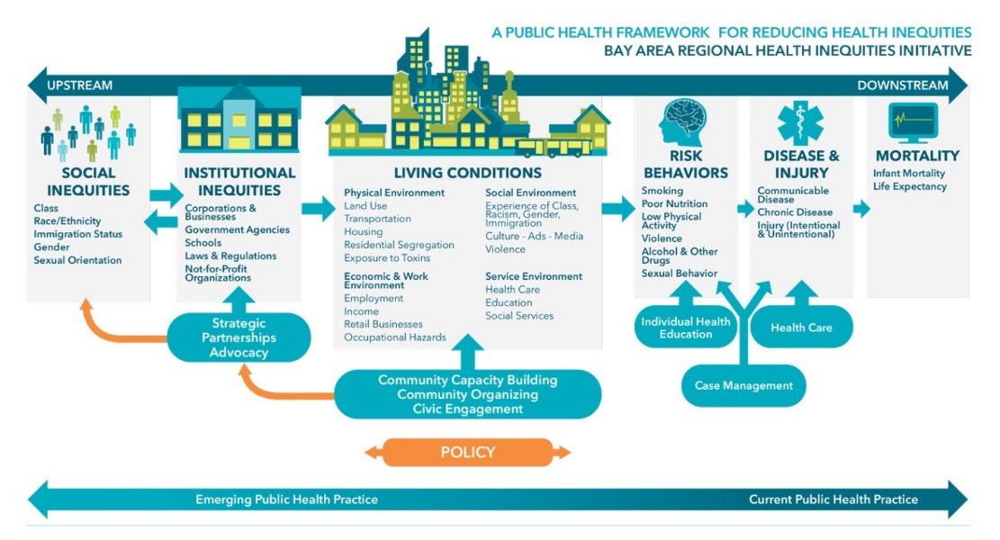 A PUBLIC HEALTH FRAMEWORK FOR REDUCING HEALTH INEQUITIES
BAY AREA REGIONAL HEALTH INEQUITIES INITIATIVE
UPSTREAM
DOWNSTREAM
SOCIAL
INEQUITIES
Class
Race/Ethnicity
Immigration Status
Gender
Sexual Orientation
INSTITUTIONAL
INEQUITIES
Corporations &
Businesses
Government Agencies
Schools
Laws & Regulations
Not-for-Profit
Organizations
LIVING CONDITIONS
Physical Environment
Land Use
Transportation
Housing
Residential Segregation
Exposure to Toxins
Economic & Work
Environment
Employment
Income
Retail Businesses
Occupational Hazards
Social Environment
Experience of Class,
Racism, Gender,
Immigration
Culture - Ads - Media
Violence
Service Environment
Health Care
Education
Social Services
RISK
BEHAVIORS
Smoking
Poor Nutrition
Low Physical
Activity
Violence
Alcohol & Other
Drugs
Sexual Behavior
DISEASE &
INJURY
Communicable
Disease
Chronic Disease
Injury (Intentional
& Unintentional)
MORTALITY
Infant Mortality
Life Expectancy
Strategic
Partnerships
Advocacy
Community Capacity Building
Community Organizing
Civic Engagement
Individual Health
Education
Health Care
Case Management
POLICY
Emerging Public Health Practice
Current Public Health Practice